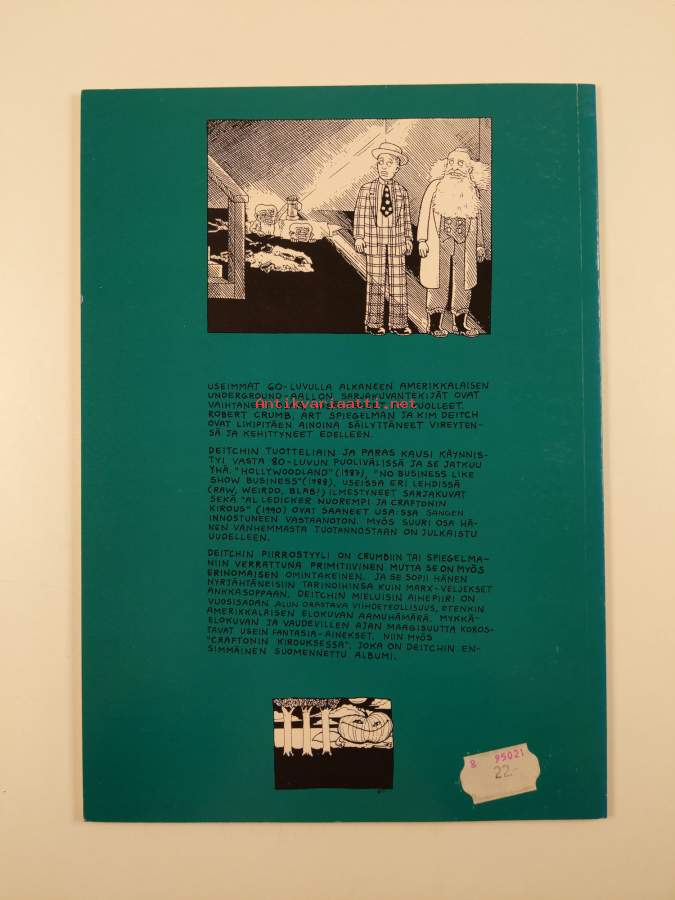 USEIMMAT 60-LUVULLA ALKANEEN AMERIKKALAISEN
UNDERGROUND-AALLON SARJAKUVANTEKIJÄT OVAT
VAIHTANEET
Antikvariaatti.net
ROBERT CRUMB, ART SPIEGELMAN JA KIM DEITCH
OVAT LIKIPITÄEN AINOINA SÄILYTTÄNEET VIREYTEN-
SÄ JA KEHITTYNEET EDELLEEN.
DEITCHIN TUOTTELIAIN JA PARAS KAUSI KÄYNNIS-
TYI VASTA 80-LUVUN PUOLIVÄLISSÄ JA SE JATKUU
YHÄ. "HOLLYWOODLAND" (1987), "NO BUSINESS LIKE
SHOW BUSINESS" (1988), USEISSA ERI LEHDISSÄ
(RAW, WEIRDO, BLAB!) ILMESTYNEET SARJAKUVAT
SEKÄ "AL LEDICKER NUOREMPI JA CRAFTONIN
KIROUS" (1990) OVAT SAANEET USA:SSA SANGEN
INNOSTUNEEN VASTAANOTON. MYÖS SUURI OSA HÄ-
NEN VANHEMMASTA TUOTANNOSTAAN ON JULKAISTU
UUDELLEEN.
DEITCHIN PIIRROSTYYLI ON CRUMBIIN TAI SPIEGELMA-
NIIN VERRATTUNA PRIMITIIVINEN MUTTA SE ON MYÖS
ERINOMAISEN OMINTAKEINEN. JA SE SOPII HÄNEN
NYRJÄHTÄNEISIIN TARINOIHINSA KUIN MARX-VELJEKSET
ANKKASOPPAAN. DEITCHIN MIELUISIN AIHEPIIRI ON
VUOSISADAN ALUN ORASTAVA VIIHDETEOLLISUUS, ETENKIN
AMERIKKALAISEN ELOKUVAN AAMUHÄMÄRÄ. MYKKÄ-
ELOKUVAN JA VAUDEVILLEN AJAN MAAGISUUTTA KOROS-
TAVAT USEIN FANTASIA-AINEKSET, NIIN MYÖS
"CRAFTONIN KIROUKSESSA", JOKA ON DEITCHIN EN-
SIMMÄINEN SUOMENNETTU ALBUMI.
8 95021
22.-